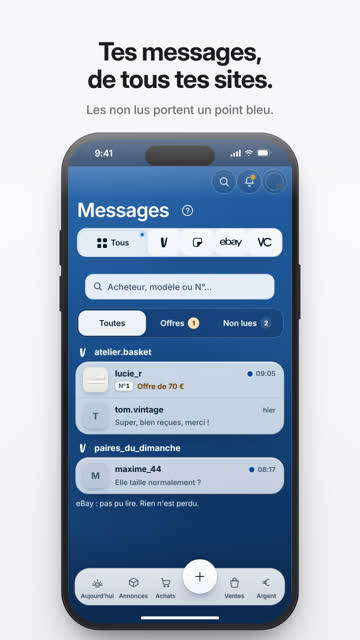 Tes messages,
de tous tes sites.
Les non lus portent un point bleu.
9:41
Messages ?
Tous V ebay VC
Acheteur, modèle ou N°...
Toutes Offres 1 Non lues 2
V atelier.basket
lucie_r 09:05
N°1 Offre de 70 €
T tom.vintage hier
Super, bien reçues, merci !
V paires_du_dimanche
M maxime_44 08:17
Elle taille normalement ?
eBay : pas pu lire. Rien n'est perdu.
+
Aujourd'hui Annonces Achats Ventes Argent